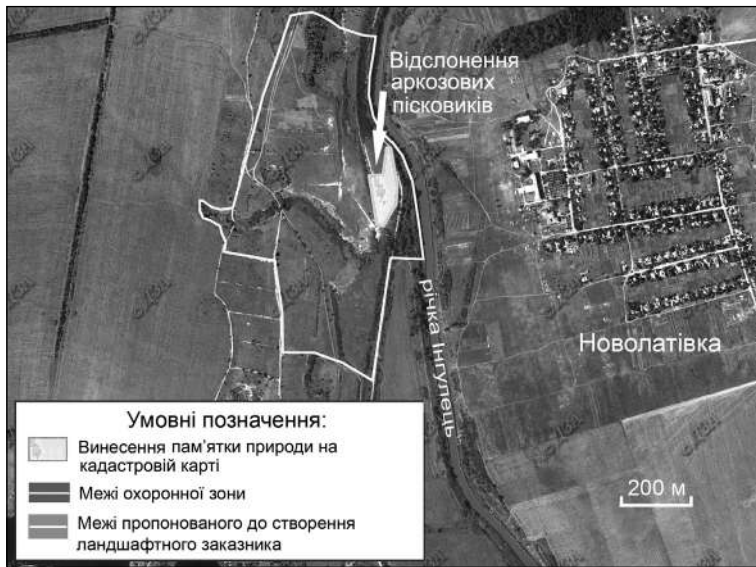 Відслонення
аркозових
пісковиків
річка Інгулець
Новолатівка
Умовні позначення:
Винесення пам'ятки природи на
кадастровій карті
Межі охоронної зони
Межі пропонованого до створення
ландшафтного заказника
200 м